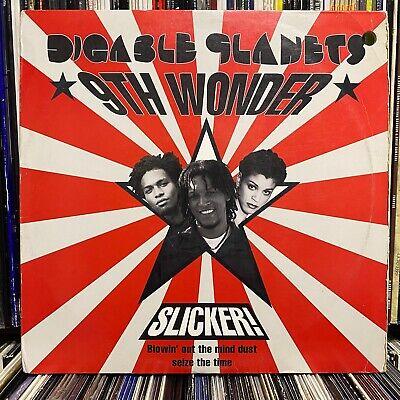 DIGABLE PLANETS
9TH WONDER
SLICKER!
Blowin' out the mind dust
seize the time